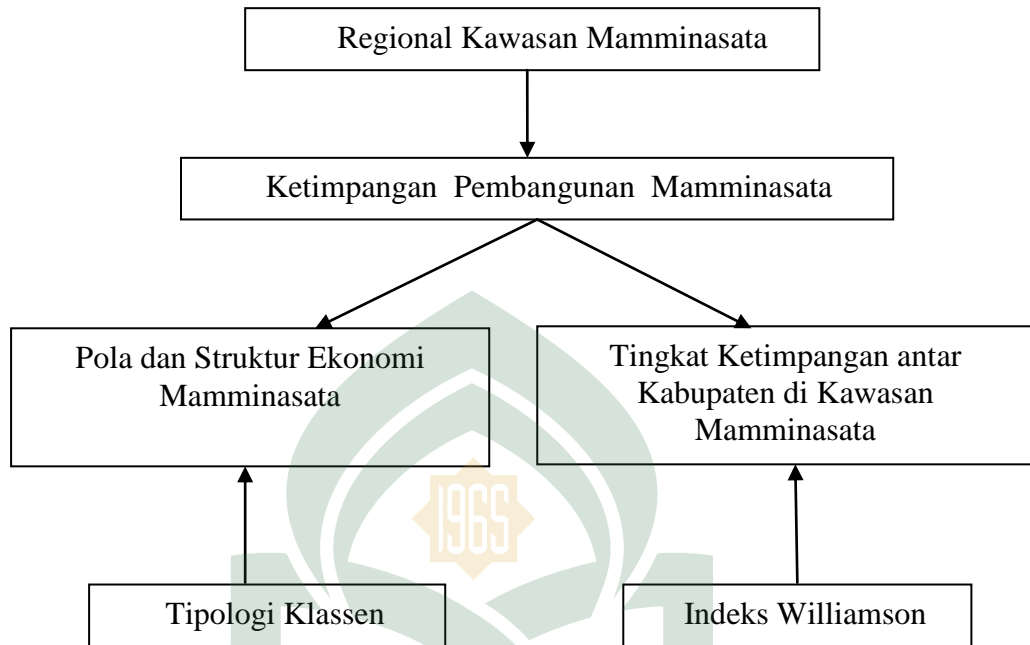 Regional Kawasan Mamminasata
Ketimpangan Pembangunan Mamminasata
Pola dan Struktur Ekonomi
Mamminasata
Tingkat Ketimpangan antar
Kabupaten di Kawasan
Mamminasata
1965
Tipologi Klassen
Indeks Williamson